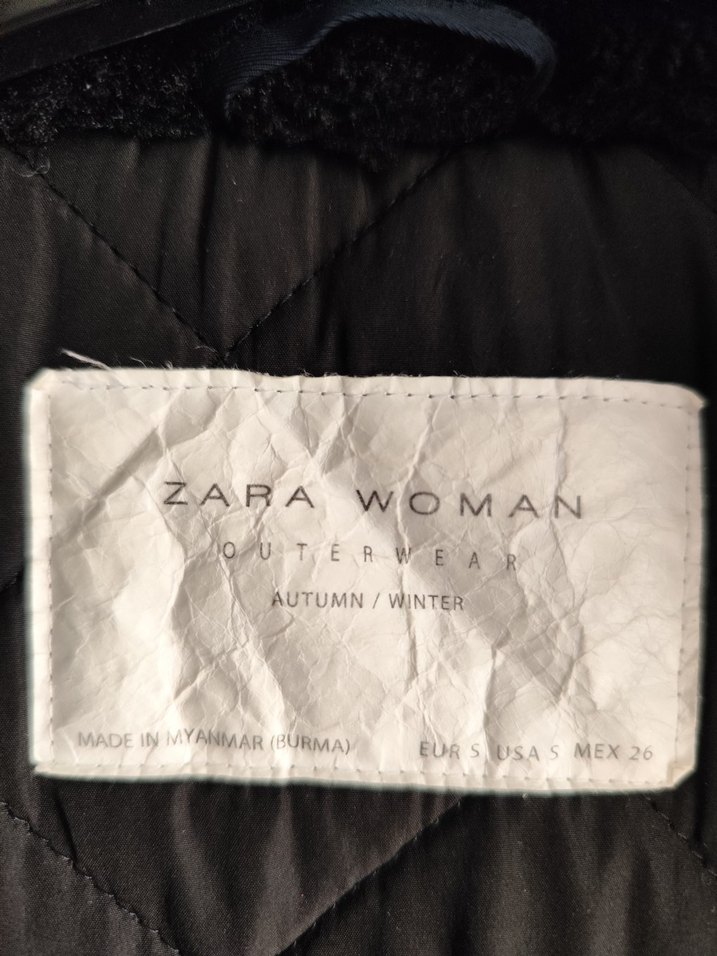 ZARA WOMAN
OUTERWEAR
AUTUMN / WINTER
MADE IN MYANMAR (BURMA) EUR S USA S MEX 26